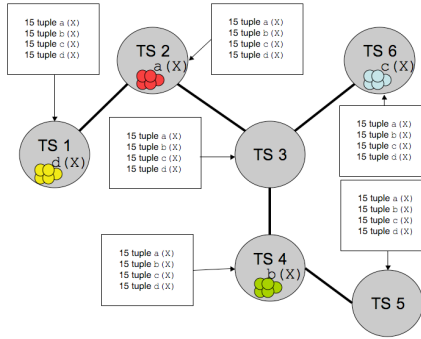 15 tuple a(X)
15 tuple b(X)
15 tuple c(X)
15 tuple d(X)
TS 2
a(X)
15 tuple a(X)
15 tuple b(X)
15 tuple c(X)
15 tuple d(X)
TS 6
c(X)
15 tuple a(X)
15 tuple b(X)
15 tuple c(X)
15 tuple d(X)
TS 1
d(X)
15 tuple a(X)
15 tuple b(X)
15 tuple c(X)
15 tuple d(X)
TS 3
15 tuple a(X)
15 tuple b(X)
15 tuple c(X)
15 tuple d(X)
15 tuple a(X)
15 tuple b(X)
15 tuple c(X)
15 tuple d(X)
TS 4
b(X)
TS 5